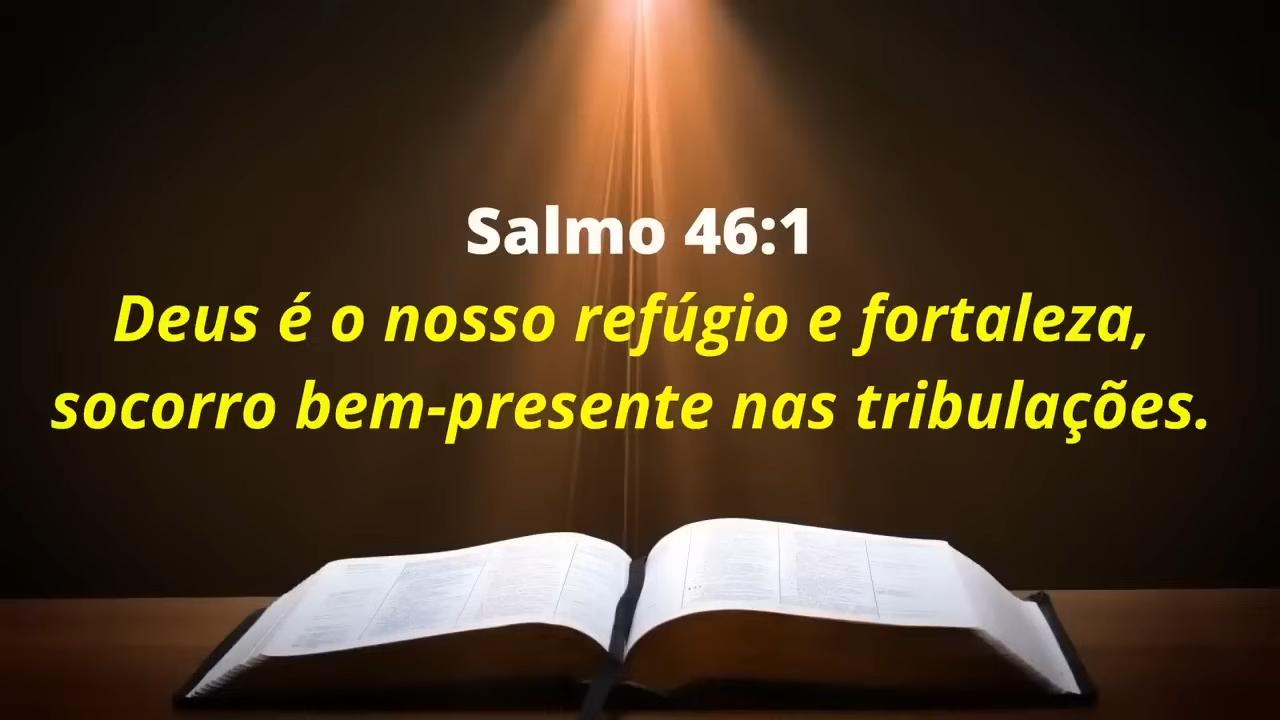 Salmo 46:1
Deus é o nosso refúgio e fortaleza,
socorro bem-presente nas tribulações.